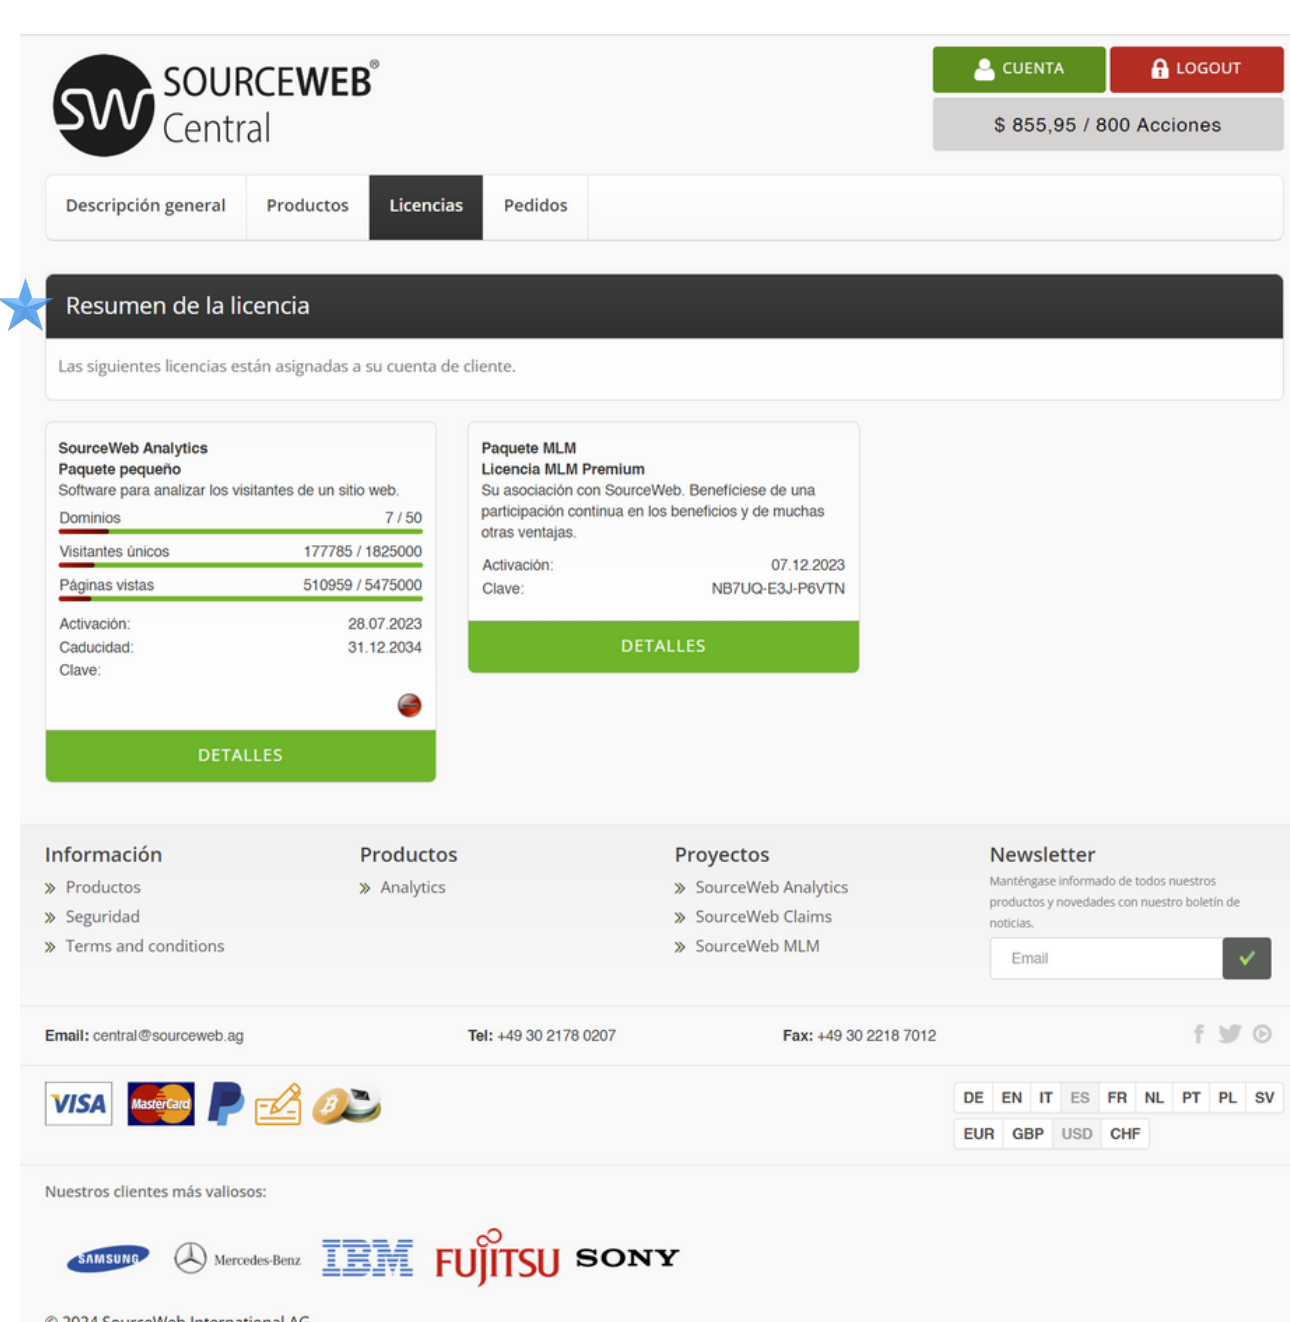 SOURCEWEB®
Central
CUENTA
LOGOUT
$ 855,95 / 800 Acciones
Descripción general
Productos
Licencias
Pedidos
Resumen de la licencia
Las siguientes licencias están asignadas a su cuenta de cliente.
SourceWeb Analytics
Paquete pequeño
Software para analizar los visitantes de un sitio web.
Dominios 7 / 50
Visitantes únicos 177785 / 1825000
Páginas vistas 510959 / 5475000
Activación: 28.07.2023
Caducidad: 31.12.2034
Clave:
DETALLES
Paquete MLM
Licencia MLM Premium
Su asociación con SourceWeb. Benefíciese de una
participación continua en los beneficios y de muchas
otras ventajas.
Activación: 07.12.2023
Clave: NB7UQ-E3J-P6VTN
DETALLES
Información
Productos
Seguridad
Terms and conditions
Productos
Analytics
Proyectos
SourceWeb Analytics
SourceWeb Claims
SourceWeb MLM
Newsletter
Manténgase informado de todos nuestros
productos y novedades con nuestro boletín de
noticias.
Email
Email: central@sourceweb.ag
Tel: +49 30 2178 0207
Fax: +49 30 2218 7012
VISA
MasterCard
DE EN IT ES FR NL PT PL SV
EUR GBP USD CHF
Nuestros clientes más valiosos:
SAMSUNG
Mercedes-Benz
IBM
FUJITSU
SONY
© 2024 SourceWeb International AG